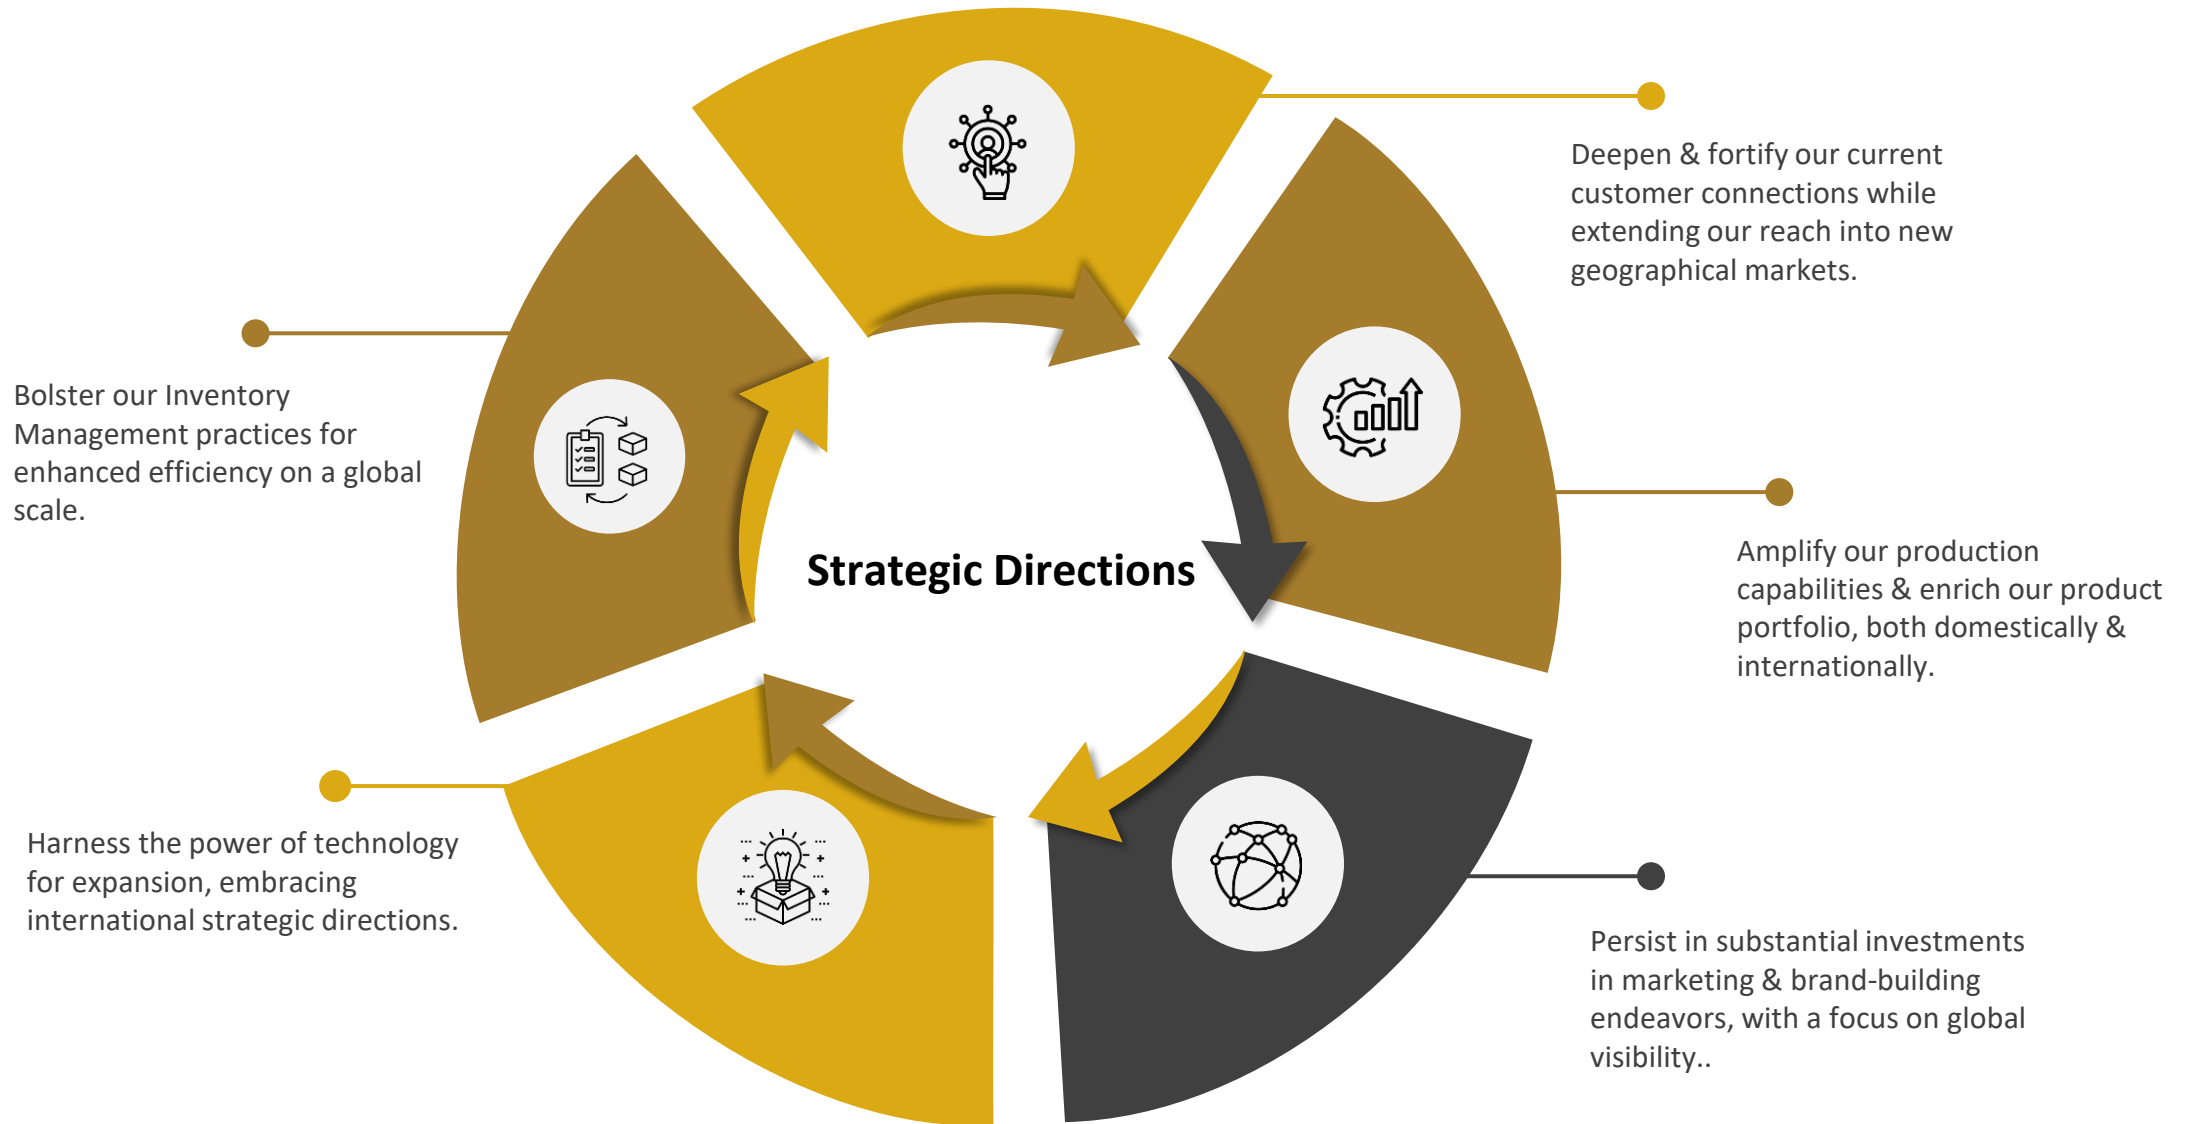 Deepen & fortify our current
customer connections while
extending our reach into new
geographical markets.
Bolster our Inventory
Management practices for
enhanced efficiency on a global
scale.
Strategic Directions
Amplify our production
capabilities & enrich our product
portfolio, both domestically &
internationally.
Harness the power of technology
for expansion, embracing
international strategic directions.
Persist in substantial investments
in marketing & brand-building
endeavors, with a focus on global
visibility..